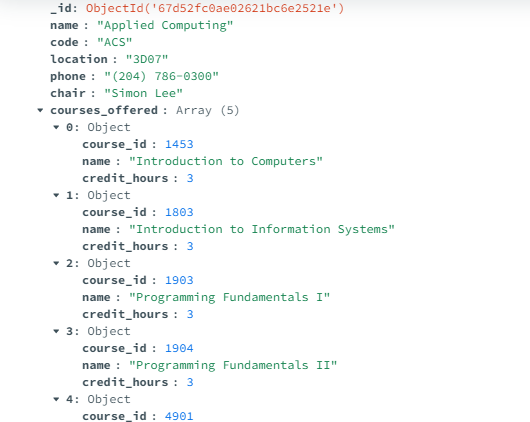 _id: ObjectId('67d52fc0ae02621bc6e2521e')
name : "Applied Computing"
code : "ACS"
location : "3D07"
phone : "(204) 786-0300"
chair : "Simon Lee"
courses_offered : Array (5)
0: Object
course_id : 1453
name : "Introduction to Computers"
credit_hours : 3
1: Object
course_id : 1803
name : "Introduction to Information Systems"
credit_hours : 3
2: Object
course_id : 1903
name : "Programming Fundamentals I"
credit_hours : 3
3: Object
course_id : 1904
name : "Programming Fundamentals II"
credit_hours : 3
4: Object
course_id : 4901